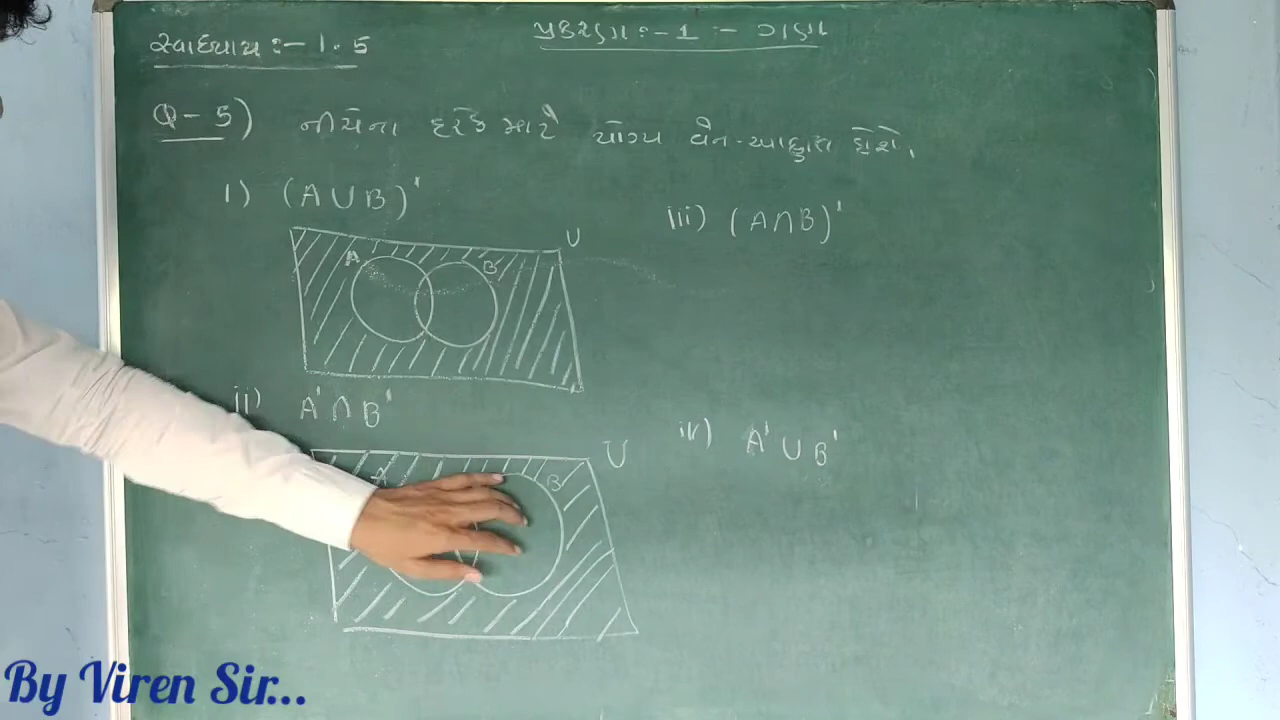 પ્રકરણ :- 1 :- ગણ
સ્વાધ્યાય :- 1.5
Q-5) નીચેના દરેક માટે યોગ્ય વેન-આકૃતિ દોરો.
i) (A∪B)'
U
A B
ii) A'∩B'
U
A B
iii) (A∩B)'
iv) A'∪B'
By Viren Sir...